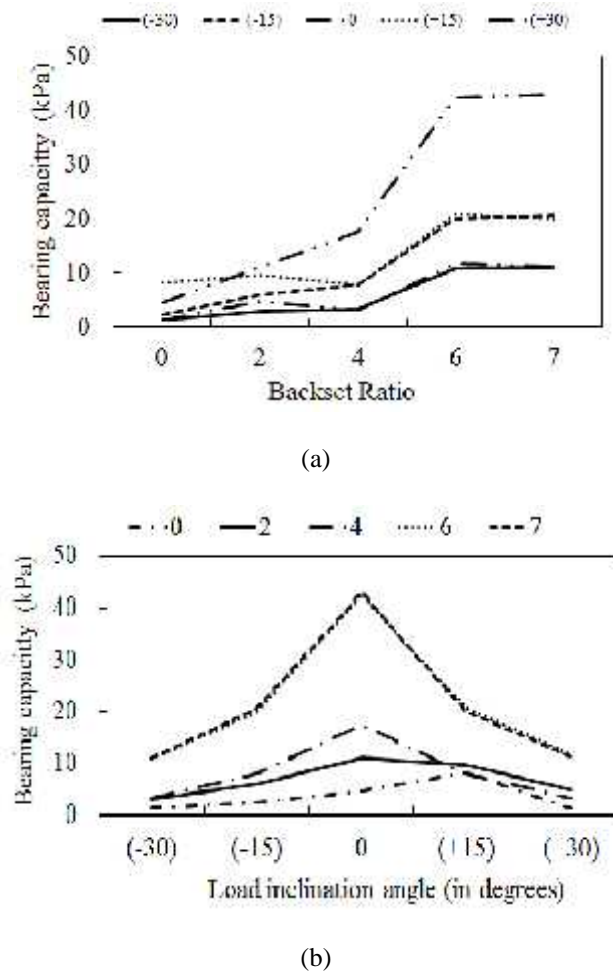 (-30) (-15) 0 (+15) (+30)
50
40
30
20
10
0
Bearing capacitty (kPa)
0 2 4 6 7
Backset Ratio
(a)
0 2 4 6 7
50
40
30
20
10
0
Bearing capacitty (kPa)
(-30) (-15) 0 (+15) (+30)
Load inclination angle (in degrees)
(b)